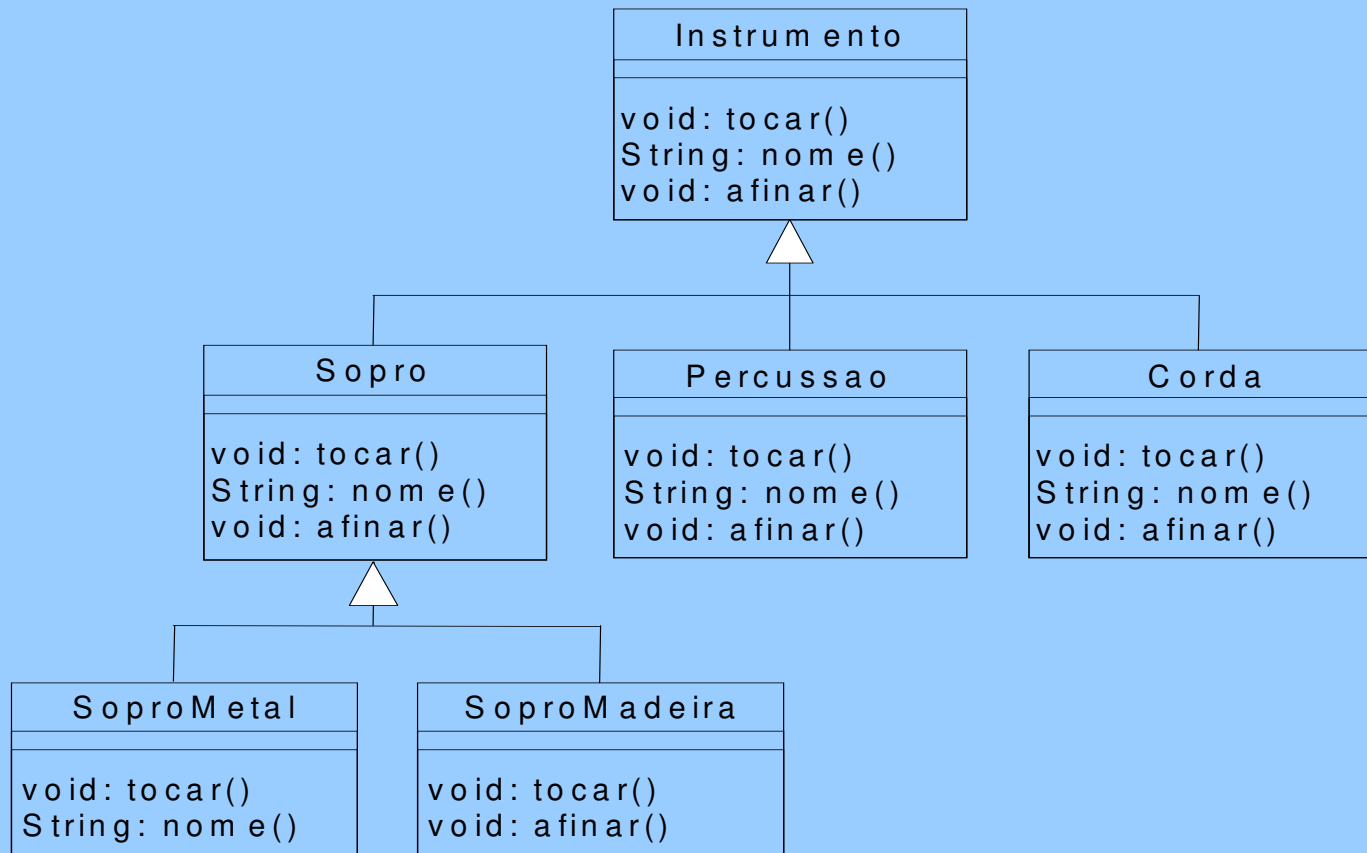 Instrumento
void: tocar()
String: nome()
void: afinar()
Sopro
void: tocar()
String: nome()
void: afinar()
Percussao
void: tocar()
String: nome()
void: afinar()
Corda
void: tocar()
String: nome()
void: afinar()
SoproMetal
void: tocar()
String: nome()
SoproMadeira
void: tocar()
void: afinar()